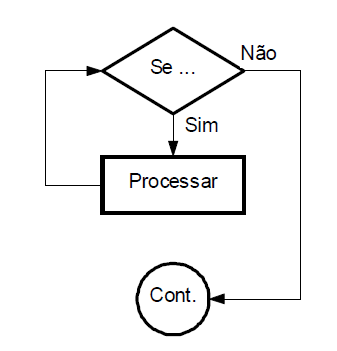 Não
Se ...
Sim
Processar
Cont.